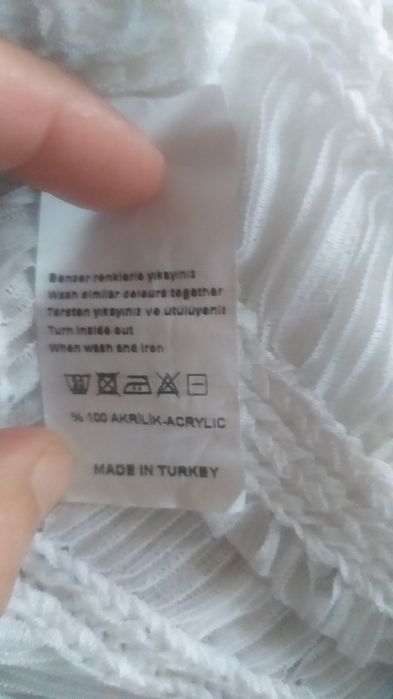 Benzer renklerle yıkayınız
Wash similar colours together
Tersten yıkayınız ve ütüleyeniz
Turn inside out
When wash and iron
% 100 AKRİLİK-ACRYLIC
MADE IN TURKEY